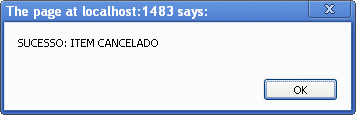 The page at localhost:1483 says:
SUCESSO: ITEM CANCELADO
OK